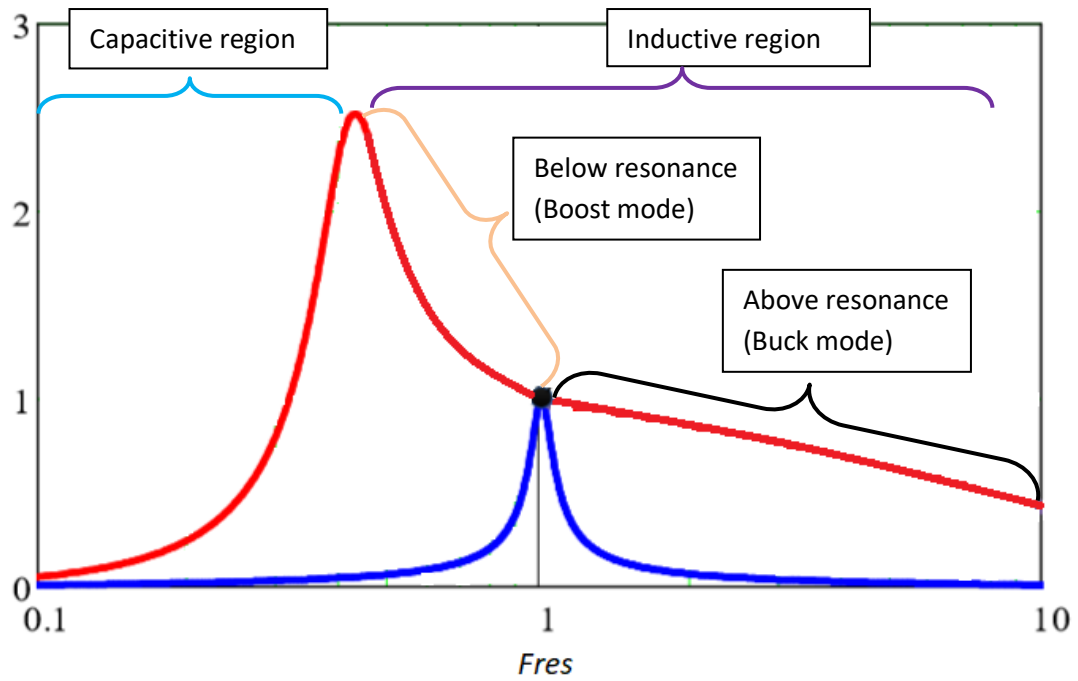 3
Capacitive region
Inductive region
Below resonance
(Boost mode)
2
Above resonance
(Buck mode)
1
0
0.1
1
10
Fres